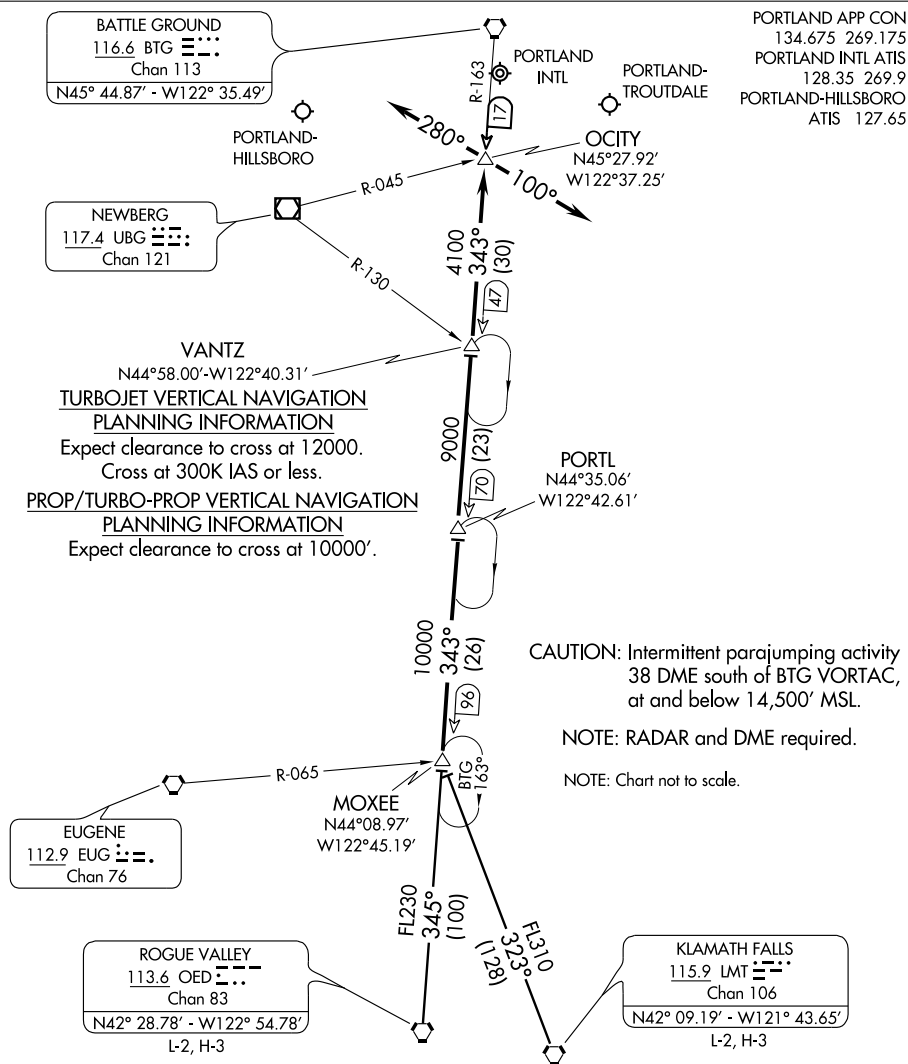 BATTLE GROUND
116.6 BTG
Chan 113
N45° 44.87' - W122° 35.49'
PORTLAND APP CON
134.675 269.175
PORTLAND INTL ATIS
128.35 269.9
PORTLAND-HILLSBORO
ATIS 127.65
PORTLAND
INTL
PORTLAND-
TROUTDALE
R-163
17
PORTLAND-
HILLSBORO
280°
100°
OCITY
N45°27.92'
W122°37.25'
R-045
NEWBERG
117.4 UBG
Chan 121
R-130
4100
343°
(30)
47
VANTZ
N44°58.00'-W122°40.31'
TURBOJET VERTICAL NAVIGATION
PLANNING INFORMATION
Expect clearance to cross at 12000.
Cross at 300K IAS or less.
PROP/TURBO-PROP VERTICAL NAVIGATION
PLANNING INFORMATION
Expect clearance to cross at 10000'.
9000
(23)
70
PORTL
N44°35.06'
W122°42.61'
10000
343°
(26)
96
CAUTION: Intermittent parajumping activity
38 DME south of BTG VORTAC,
at and below 14,500' MSL.
NOTE: RADAR and DME required.
NOTE: Chart not to scale.
R-065
BTG
163°
MOXEE
N44°08.97'
W122°45.19'
EUGENE
112.9 EUG
Chan 76
FL230
345°
(100)
FL310
323°
(128)
ROGUE VALLEY
113.6 OED
Chan 83
N42° 28.78' - W122° 54.78'
L-2, H-3
KLAMATH FALLS
115.9 LMT
Chan 106
N42° 09.19' - W121° 43.65'
L-2, H-3